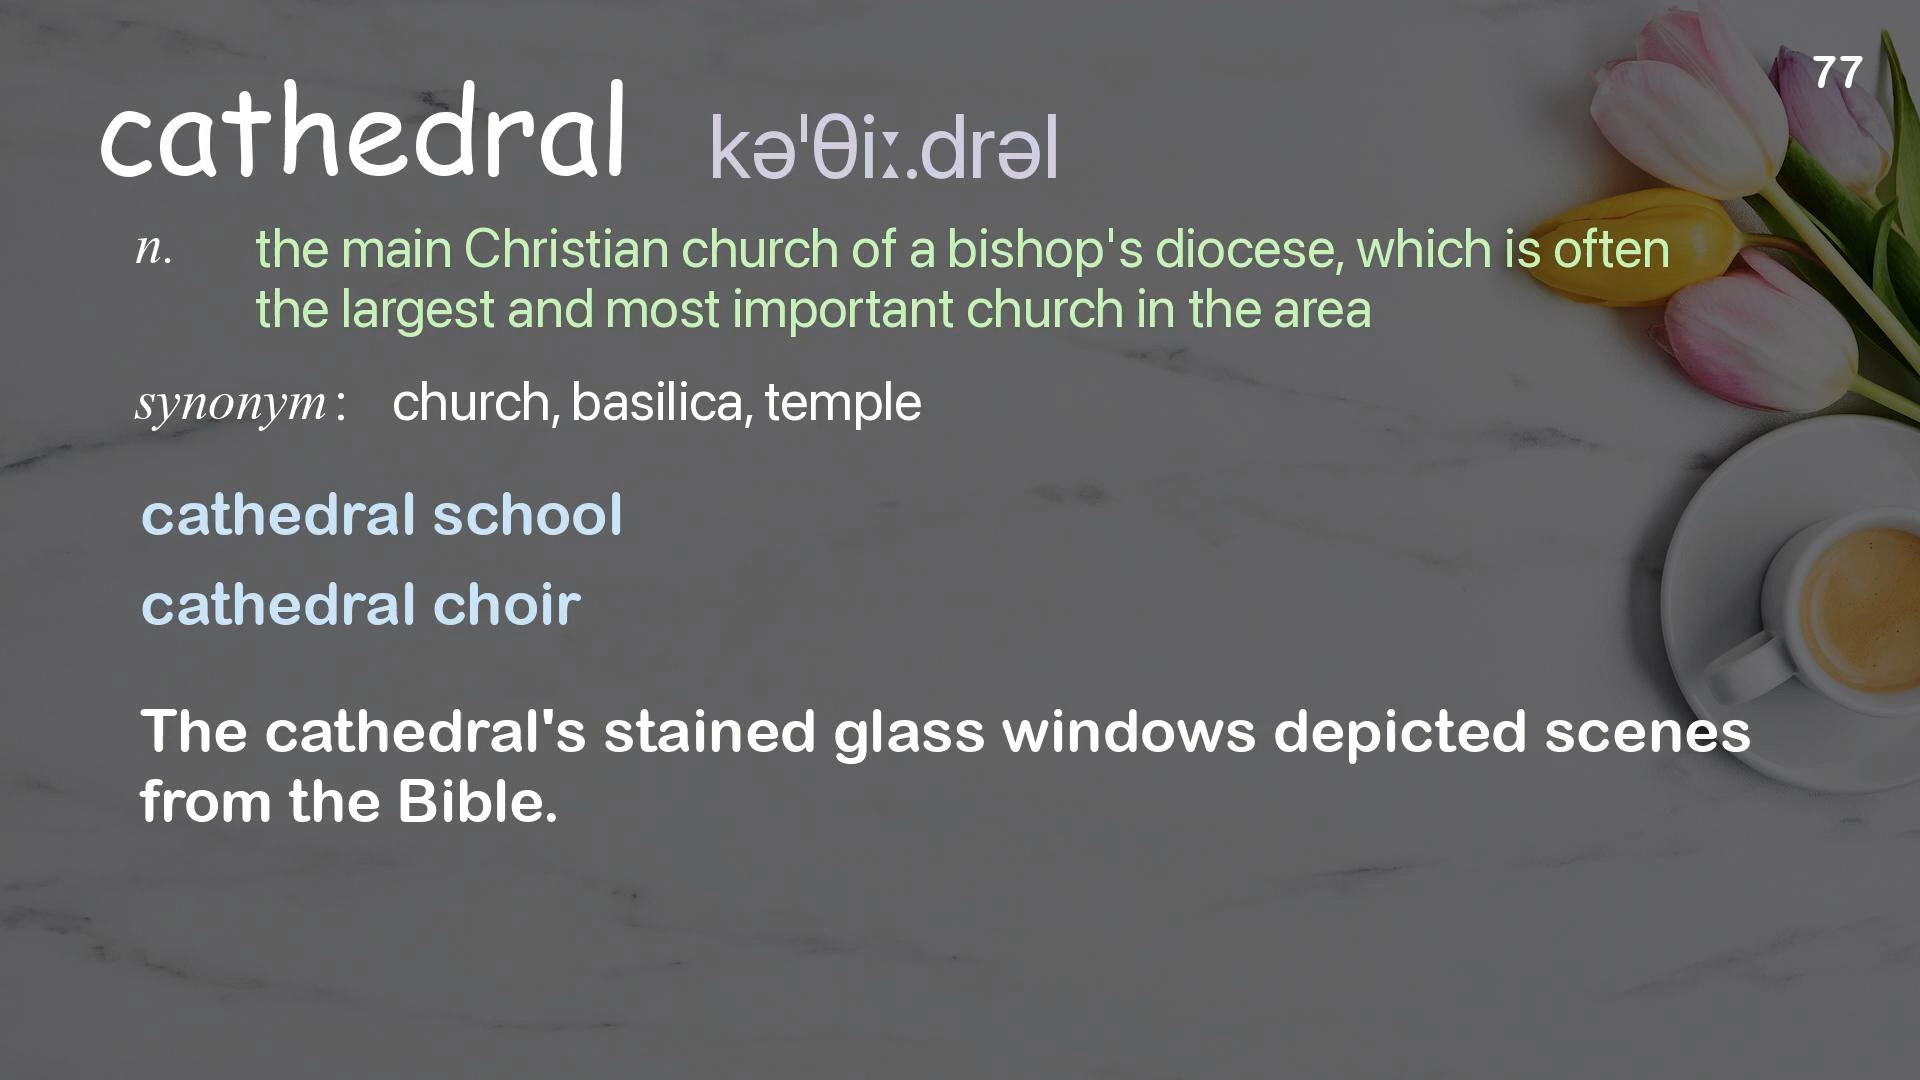 77
cathedral kəˈθiː.drəl
n. the main Christian church of a bishop's diocese, which is often
the largest and most important church in the area
synonym: church, basilica, temple
cathedral school
cathedral choir
The cathedral's stained glass windows depicted scenes
from the Bible.